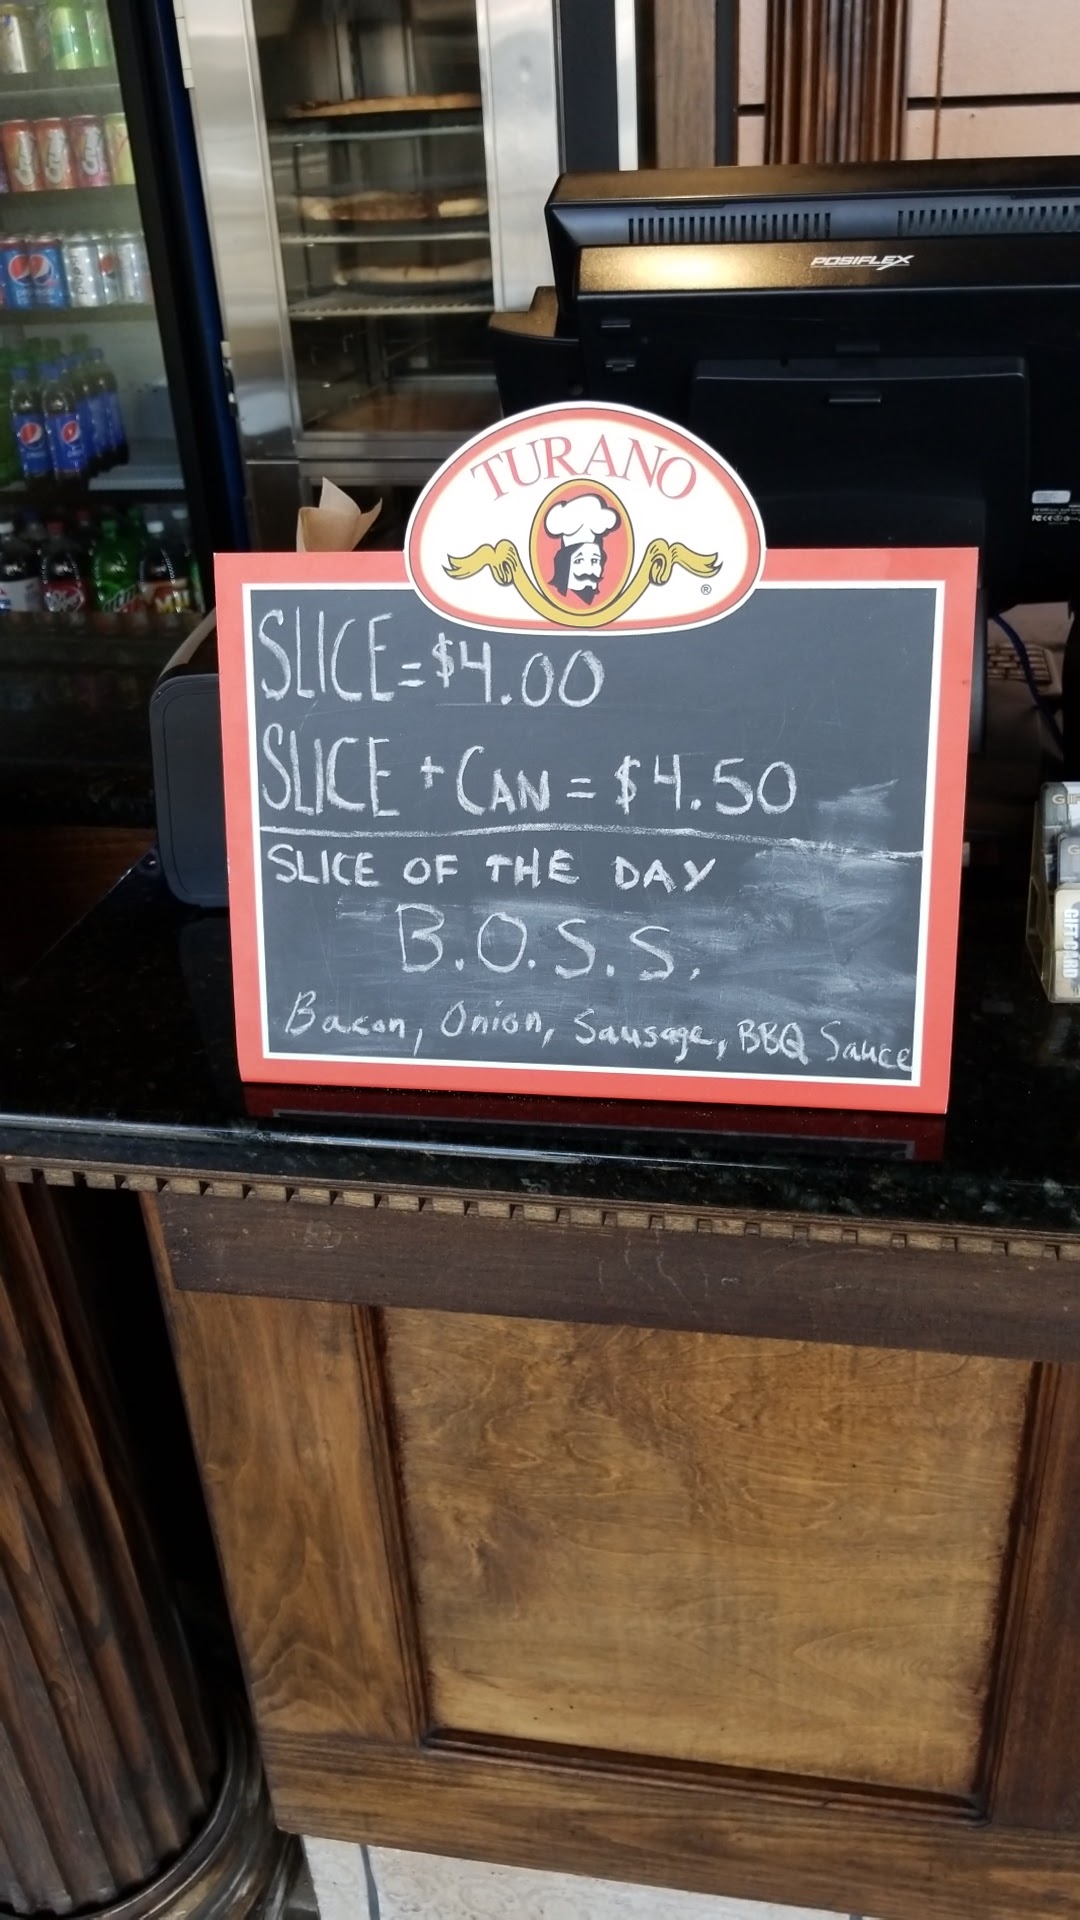 POSIFLEX
TURANO
®
SLICE = $4.00
SLICE + CAN = $4.50
SLICE OF THE DAY
B.O.S.S.
Bacon, Onion, Sausage, BBQ Sauce
GIFT CARD